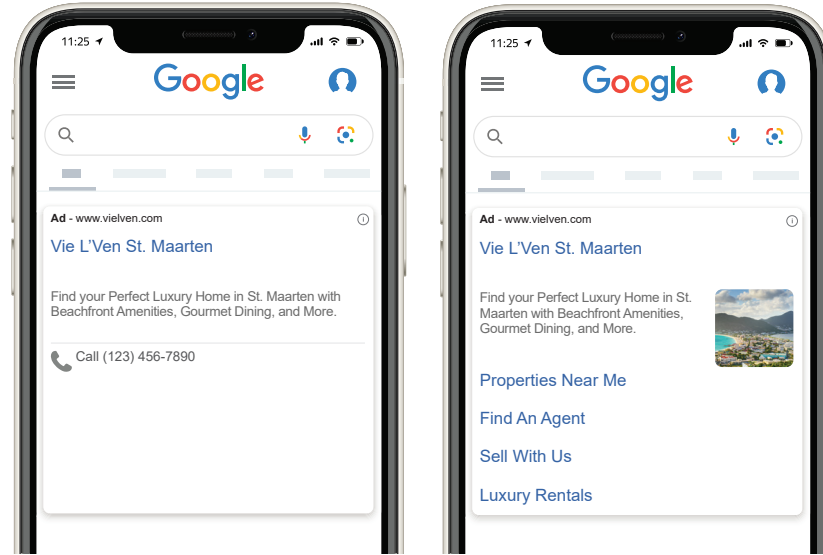 11:25
Google
Ad - www.vielven.com
Vie L'Ven St. Maarten
Find your Perfect Luxury Home in St. Maarten with
Beachfront Amenities, Gourmet Dining, and More.
Call (123) 456-7890
11:25
Google
Ad - www.vielven.com
Vie L'Ven St. Maarten
Find your Perfect Luxury Home in St.
Maarten with Beachfront Amenities,
Gourmet Dining, and More.
Properties Near Me
Find An Agent
Sell With Us
Luxury Rentals